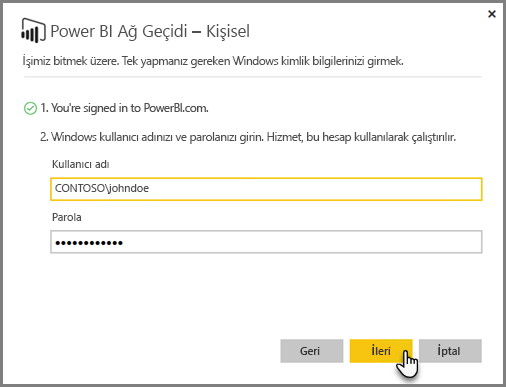 Power BI Ağ Geçidi – Kişisel
İşimiz bitmek üzere. Tek yapmanız gereken Windows kimlik bilgilerinizi girmek.
1. You're signed in to PowerBI.com.
2. Windows kullanıcı adınızı ve parolanızı girin. Hizmet, bu hesap kullanılarak çalıştırılır.
Kullanıcı adı
CONTOSO\johndoe
Parola
••••••••••••
Geri İleri İptal